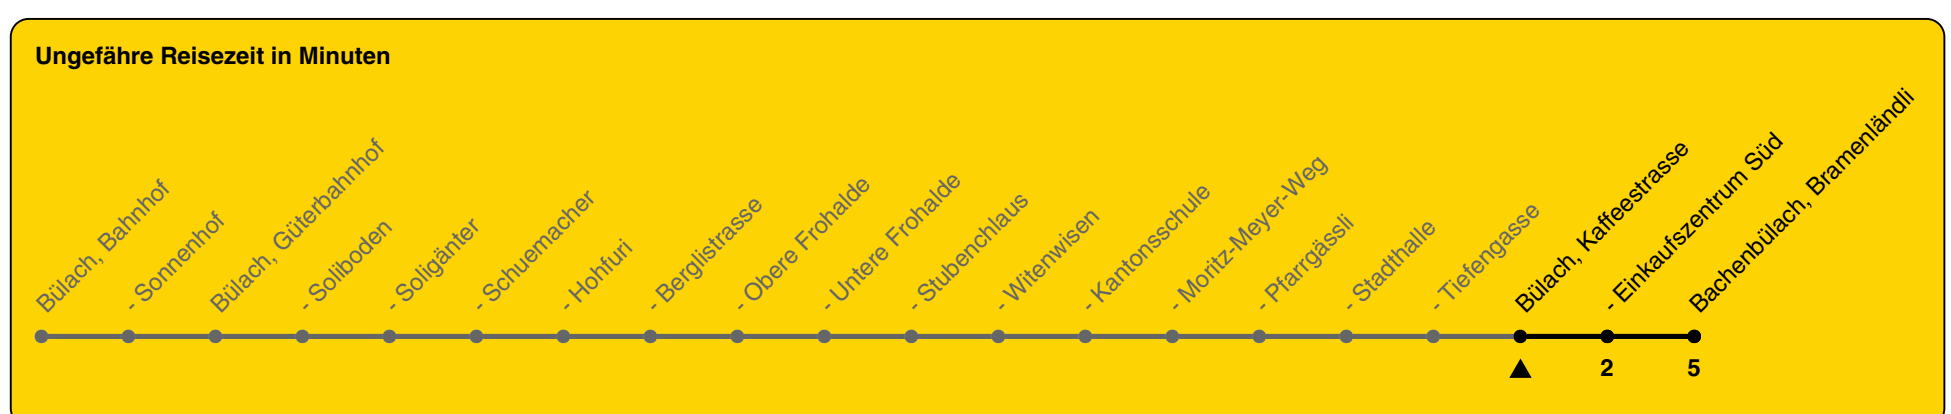 Ungefähre Reisezeit in Minuten
Bülach, Bahnhof
- Sonnenhof
Bülach, Güterbahnhof
- Soliboden
- Soligänter
- Schuemacher
- Hohfuri
- Berglistrasse
- Obere Frohalde
- Untere Frohalde
- Stubenchlaus
- Witenwisen
- Kantonsschule
- Moritz-Meyer-Weg
- Pfarrgässli
- Stadthalle
- Tiefengasse
Bülach, Kaffeestrasse
- Einkaufszentrum Süd
Bachenbülach, Bramenländli
2 5